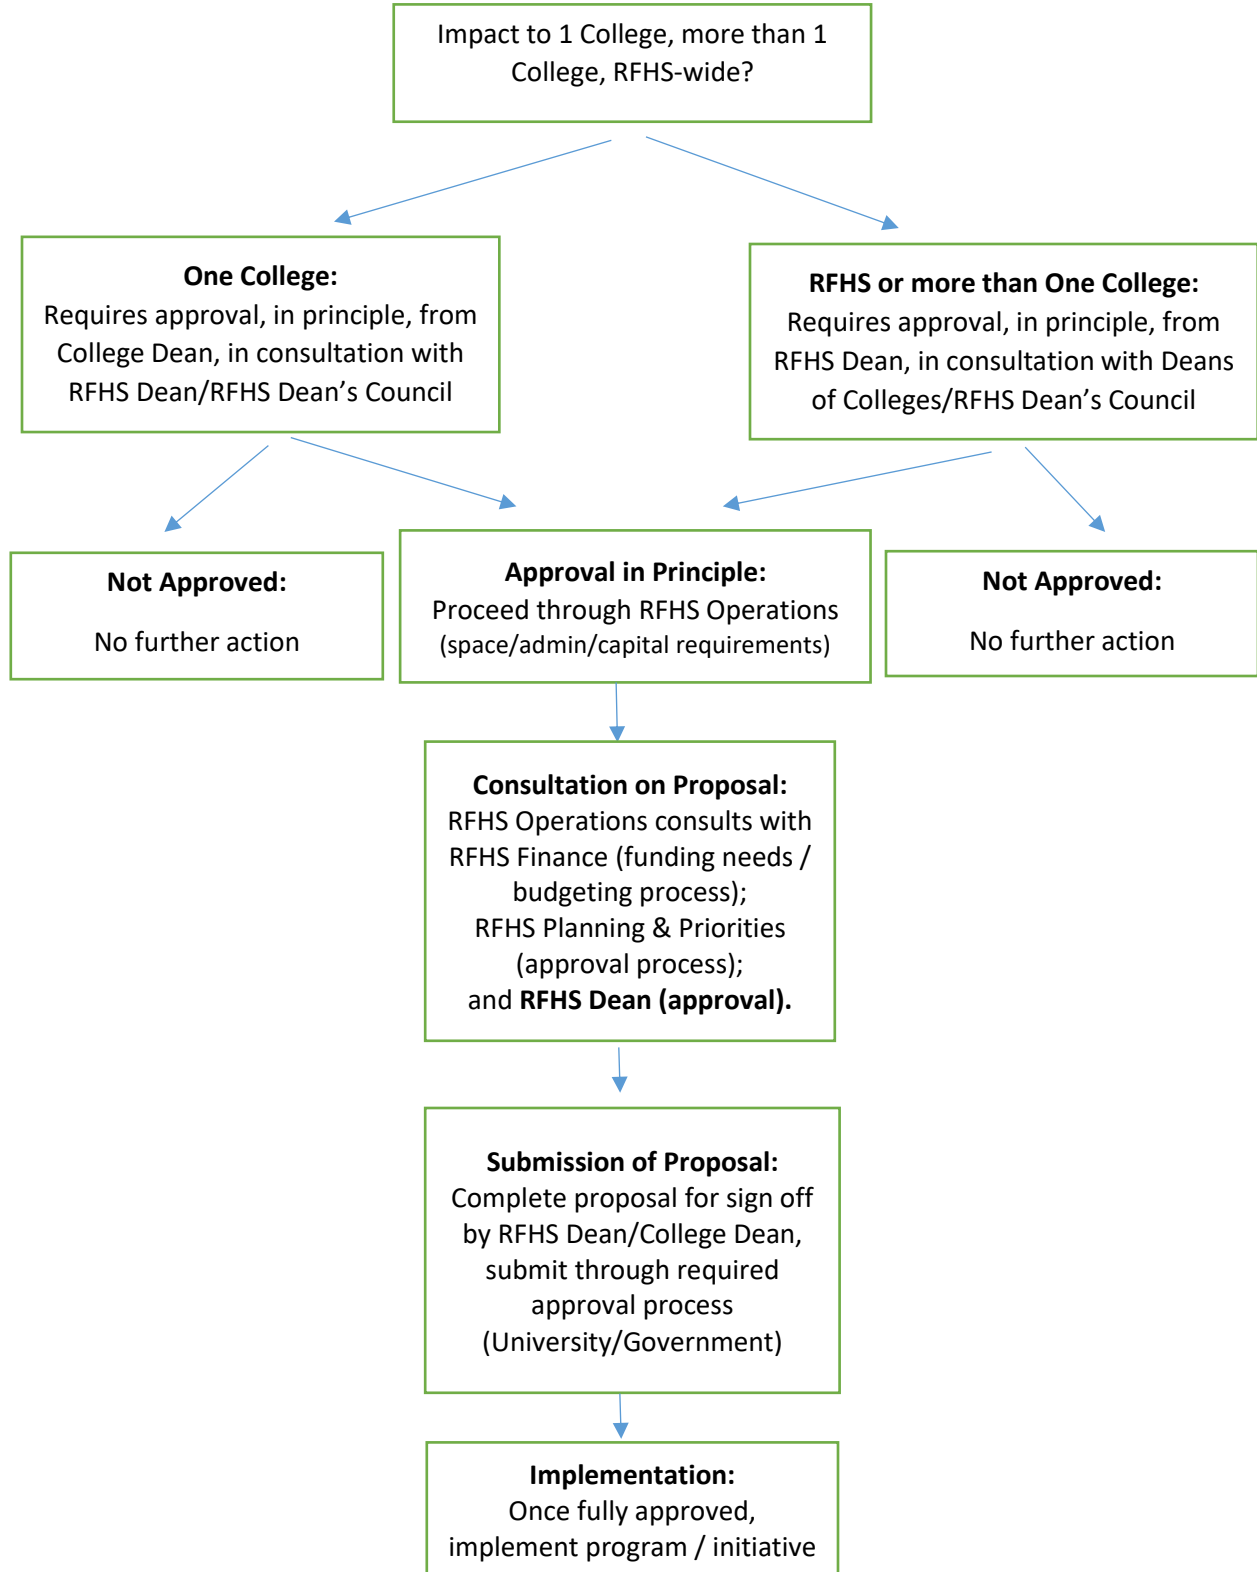 Impact to 1 College, more than 1
College, RFHS-wide?
One College:
Requires approval, in principle, from
College Dean, in consultation with
RFHS Dean/RFHS Dean’s Council
RFHS or more than One College:
Requires approval, in principle, from
RFHS Dean, in consultation with Deans
of Colleges/RFHS Dean’s Council
Not Approved:
No further action
Approval in Principle:
Proceed through RFHS Operations
(space/admin/capital requirements)
Not Approved:
No further action
Consultation on Proposal:
RFHS Operations consults with
RFHS Finance (funding needs /
budgeting process);
RFHS Planning & Priorities
(approval process);
and RFHS Dean (approval).
Submission of Proposal:
Complete proposal for sign off
by RFHS Dean/College Dean,
submit through required
approval process
(University/Government)
Implementation:
Once fully approved,
implement program / initiative